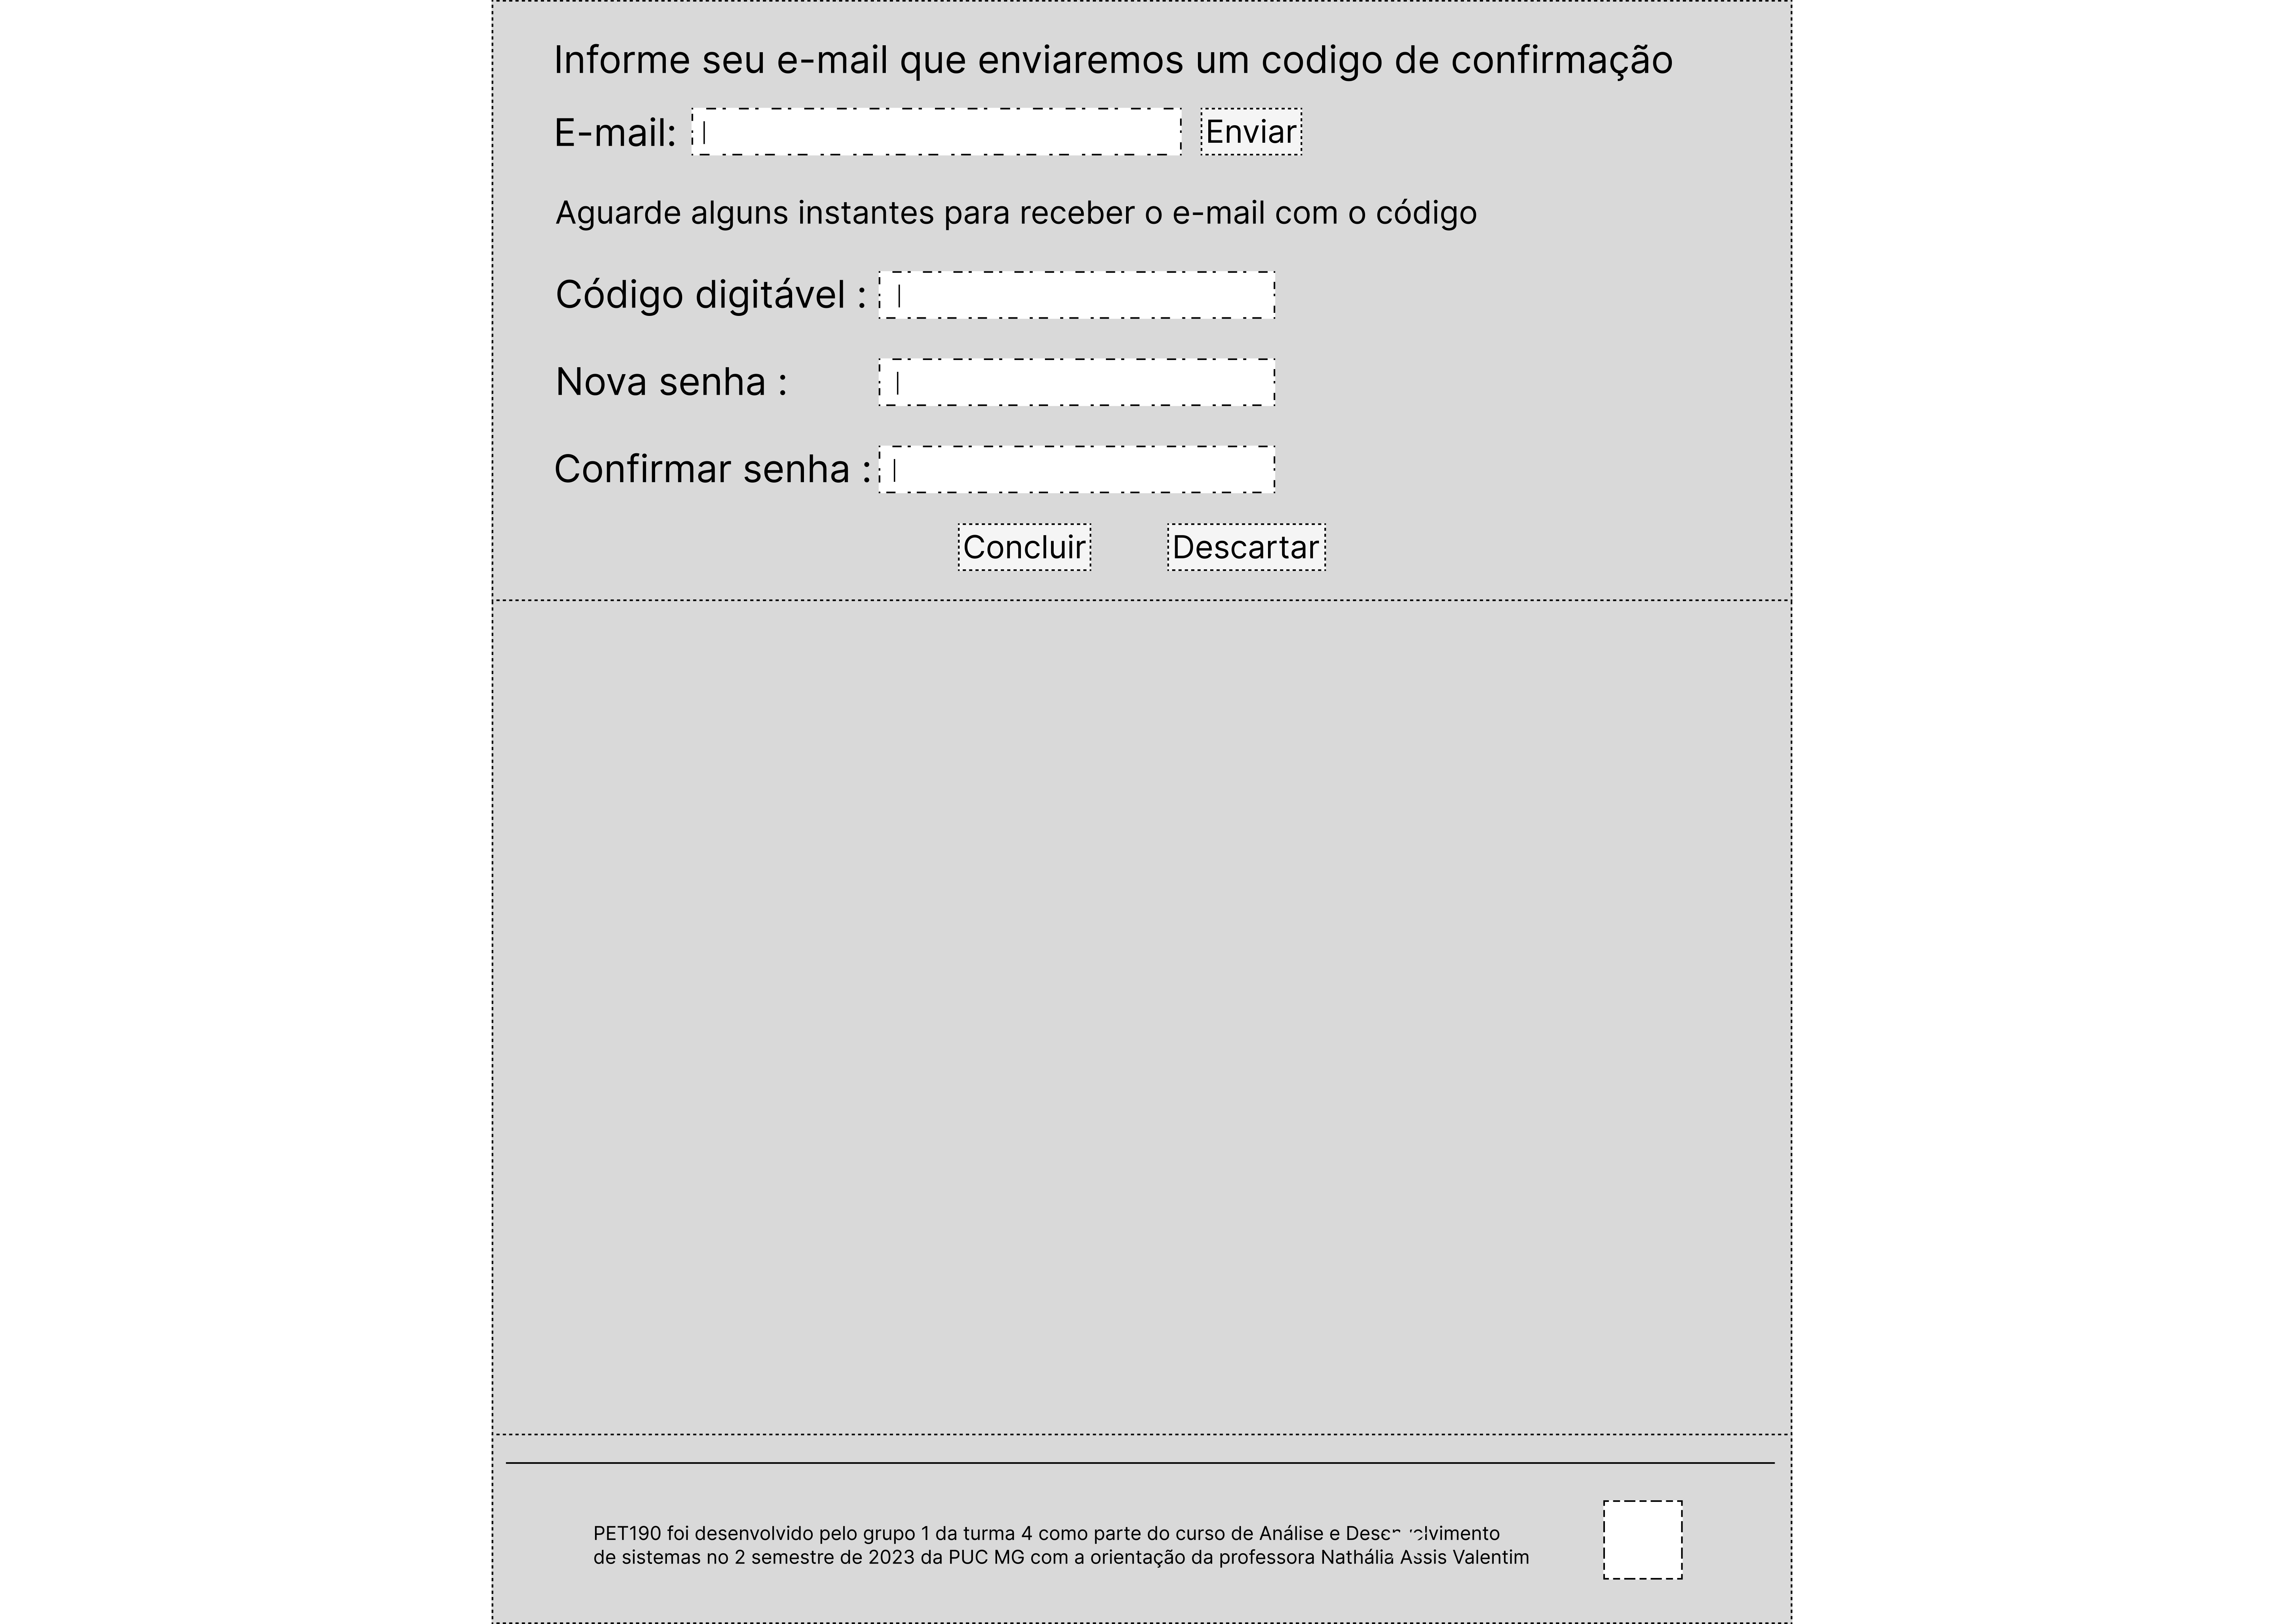 Informe seu e-mail que enviaremos um codigo de confirmação
E-mail: Enviar
Aguarde alguns instantes para receber o e-mail com o código
Código digitável :
Nova senha :
Confirmar senha :
Concluir Descartar
PET190 foi desenvolvido pelo grupo 1 da turma 4 como parte do curso de Análise e Desenvolvimento
de sistemas no 2 semestre de 2023 da PUC MG com a orientação da professora Nathália Assis Valentim